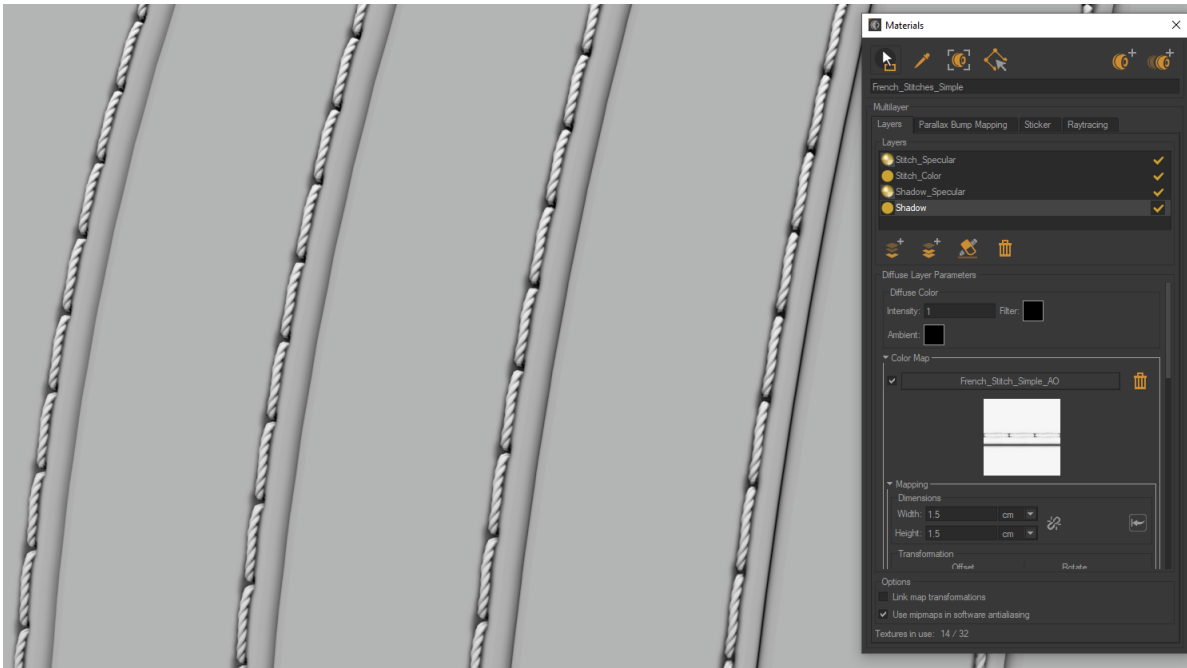 Materials
French_Stitches_Simple
Multilayer
Layers Parallax Bump Mapping Sticker Raytracing
Layers
Stitch_Specular
Stitch_Color
Shadow_Specular
Shadow
Diffuse Layer Parameters
Diffuse Color
Intensity: 1 Filter:
Ambient:
Color Map
French_Stitch_Simple_AO
Mapping
Dimensions
Width: 1.5 cm
Height: 1.5 cm
Transformation
Offset Rotate
Options
Link map transformations
Use mipmaps in software antialiasing
Textures in use: 14 / 32